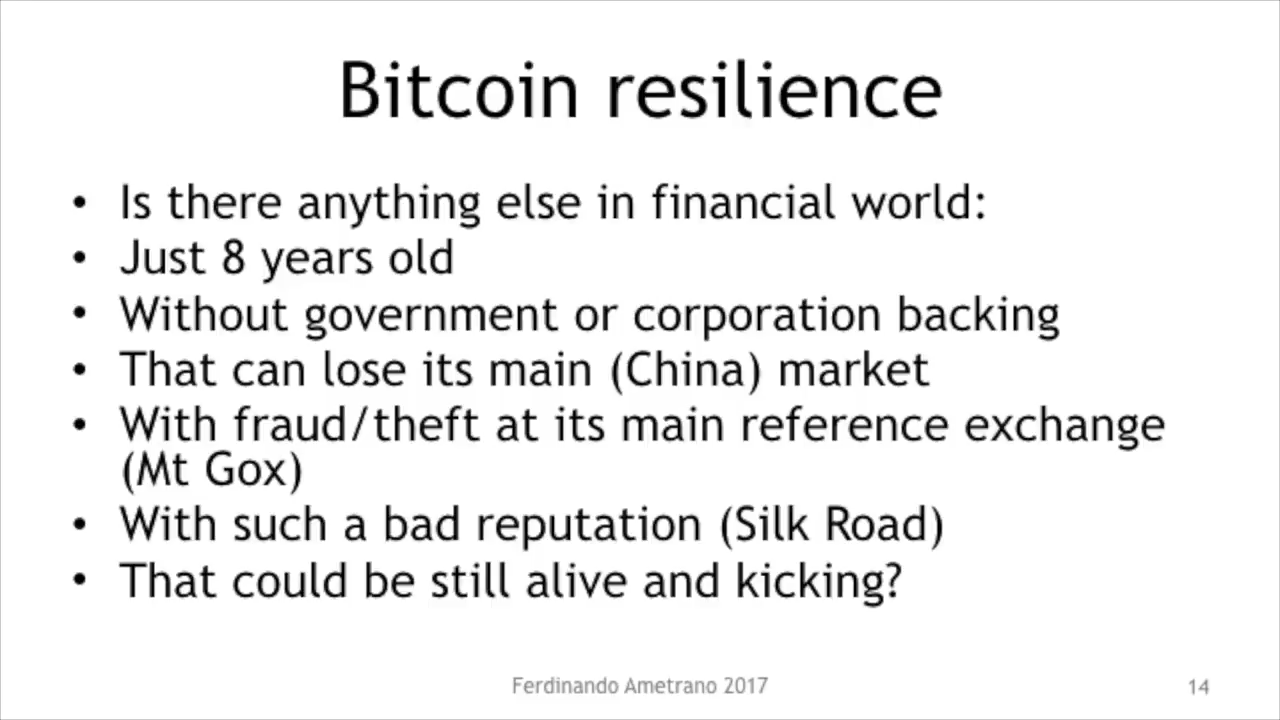 Bitcoin resilience
• Is there anything else in financial world:
• Just 8 years old
• Without government or corporation backing
• That can lose its main (China) market
• With fraud/theft at its main reference exchange
(Mt Gox)
• With such a bad reputation (Silk Road)
• That could be still alive and kicking?
Ferdinando Ametrano 2017
14